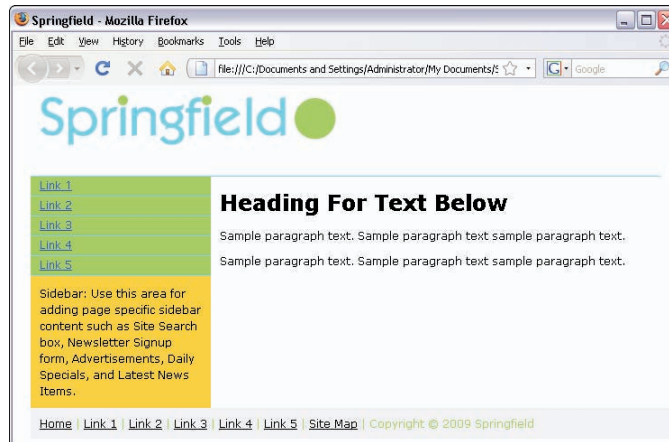 Springfield - Mozilla Firefox
File Edit View History Bookmarks Tools Help
file:///C:/Documents and Settings/Administrator/My Documents/S
G Google
Springfield
Link 1
Link 2
Link 3
Link 4
Link 5
Heading For Text Below
Sample paragraph text. Sample paragraph text sample paragraph text.
Sample paragraph text. Sample paragraph text sample paragraph text.
Sidebar: Use this area for
adding page specific sidebar
content such as Site Search
box, Newsletter Signup
form, Advertisements, Daily
Specials, and Latest News
Items.
Home | Link 1 | Link 2 | Link 3 | Link 4 | Link 5 | Site Map | Copyright © 2009 Springfield